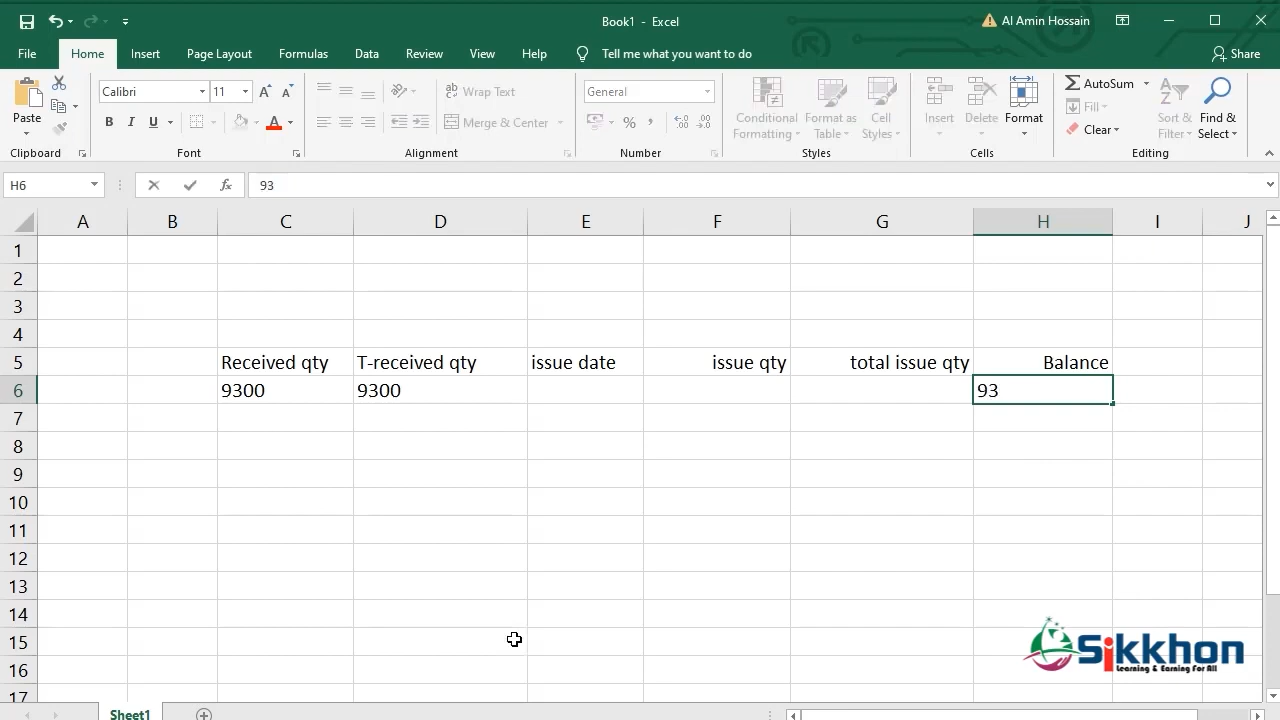 Book1 - Excel
Al Amin Hossain
File Home Insert Page Layout Formulas Data Review View Help Tell me what you want to do Share
Paste
Calibri 11
Wrap Text
General
Conditional Formatting
Format as Table
Cell Styles
Insert Delete Format
AutoSum
Fill
Clear
Sort & Filter
Find & Select
B I U
Merge & Center
%
Clipboard Font Alignment Number Styles Cells Editing
H6 fx 93
A B C D E F G H I J
1
2
3
4
5 Received qty T-received qty issue date issue qty total issue qty Balance
6 9300 9300 93
7
8
9
10
11
12
13
14
15
16
17
Sikkhon
Learning & Earning For All
Sheet1